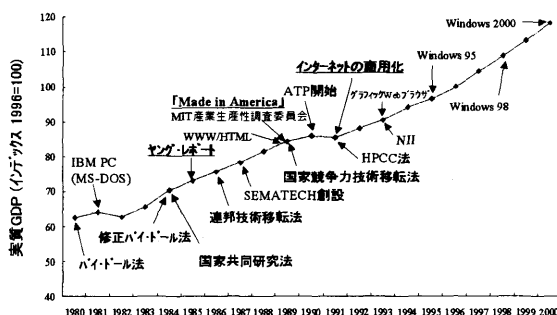 実質GDP (インデックス 1996=100)
120
110
100
90
80
70
60
50
40
1980 1981 1982 1983 1984 1985 1986 1987 1988 1989 1990 1991 1992 1993 1994 1995 1996 1997 1998 1999 2000
Windows 2000
インターネットの商用化
Windows 95
ATP開始
グラフィックWebブラウザ
「Made in America」
MIT産業生産性調査委員会
Windows 98
WWW/HTML
NII
ヤング・レポート
HPCC法
IBM PC
(MS-DOS)
国家競争力技術移転法
SEMATECH創設
連邦技術移転法
修正バイ・ドール法
バイ・ドール法
国家共同研究法